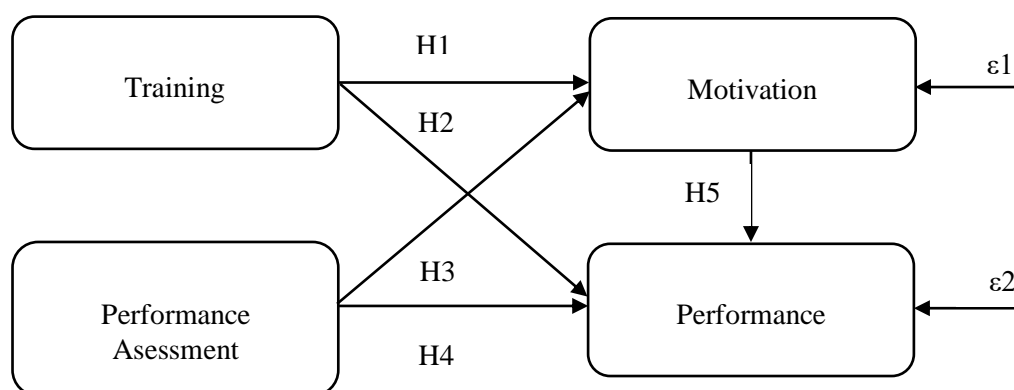 H1
ε1
Training
Motivation
H2
H5
H3
ε2
Performance
Asessment
Performance
H4